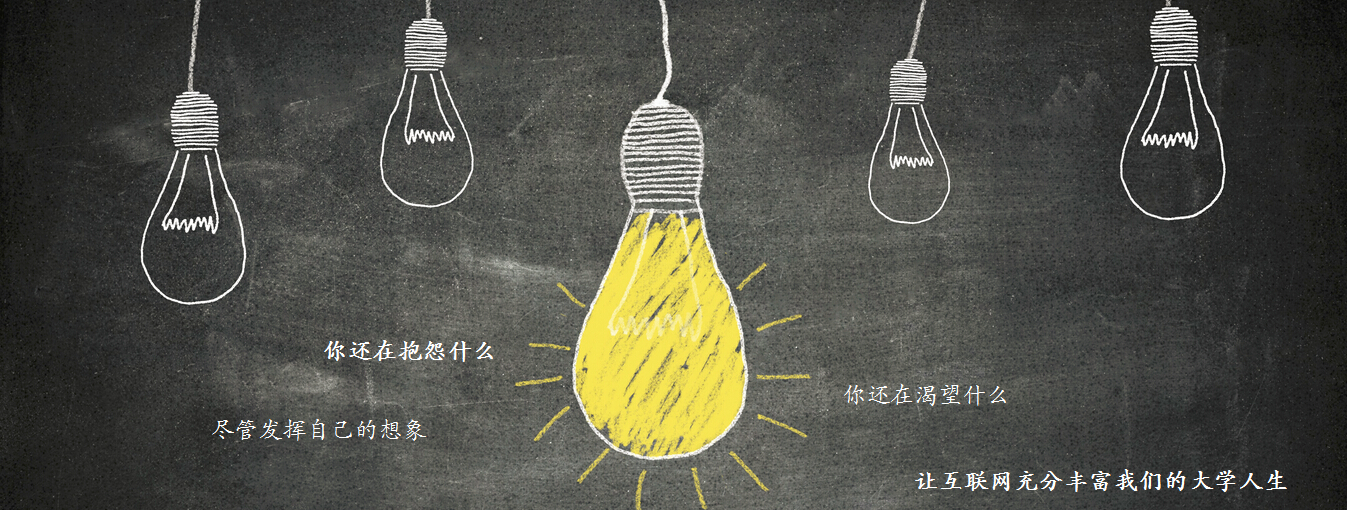 你还在抱怨什么
你还在渴望什么
尽管发挥自己的想象
让互联网充分丰富我们的大学人生